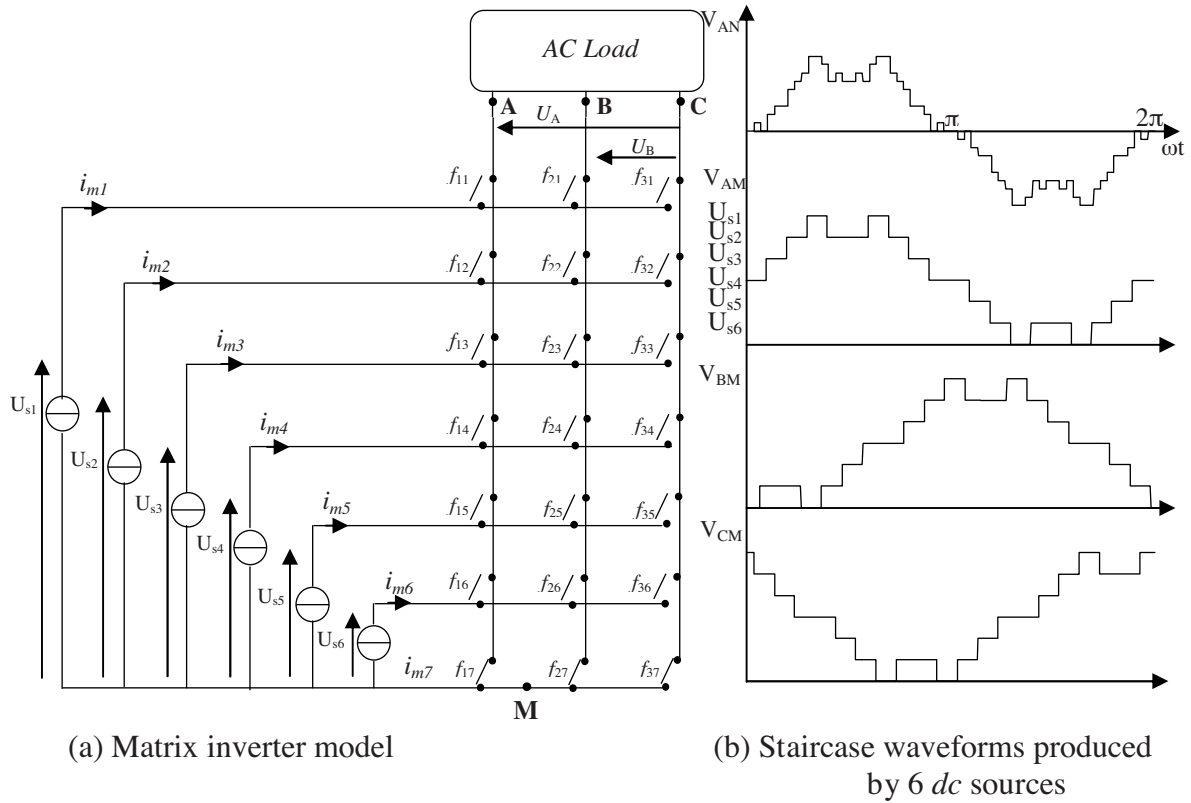 AC Load
A B C
U_A
U_B
i_m1 f_11 f_21 f_31
i_m2 f_12 f_22 f_32
i_m3 f_13 f_23 f_33
i_m4 f_14 f_24 f_34
i_m5 f_15 f_25 f_35
i_m6 f_16 f_26 f_36
i_m7 f_17 f_27 f_37
U_s1
U_s2
U_s3
U_s4
U_s5
U_s6
M
(a) Matrix inverter model
V_AN
π 2π
ωt
V_AM
U_s1
U_s2
U_s3
U_s4
U_s5
U_s6
V_BM
V_CM
(b) Staircase waveforms produced
by 6 dc sources